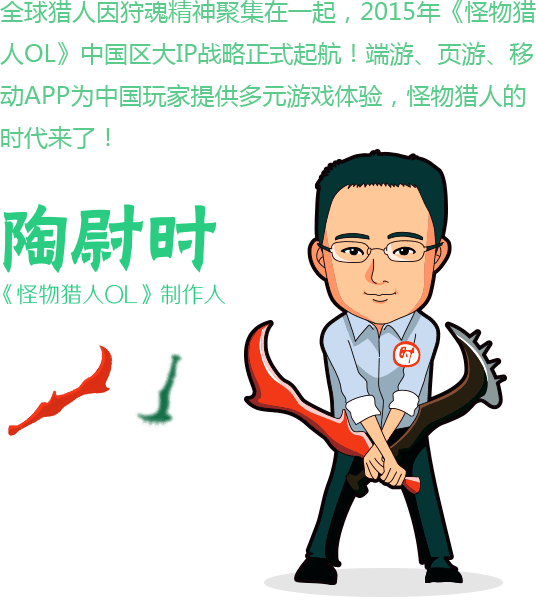 全球猎人因狩魂精神聚集在一起，2015年《怪物猎
人OL》中国区大IP战略正式起航！端游、页游、移
动APP为中国玩家提供多元游戏体验，怪物猎人的
时代来了！
陶尉时
《怪物猎人OL》制作人
时